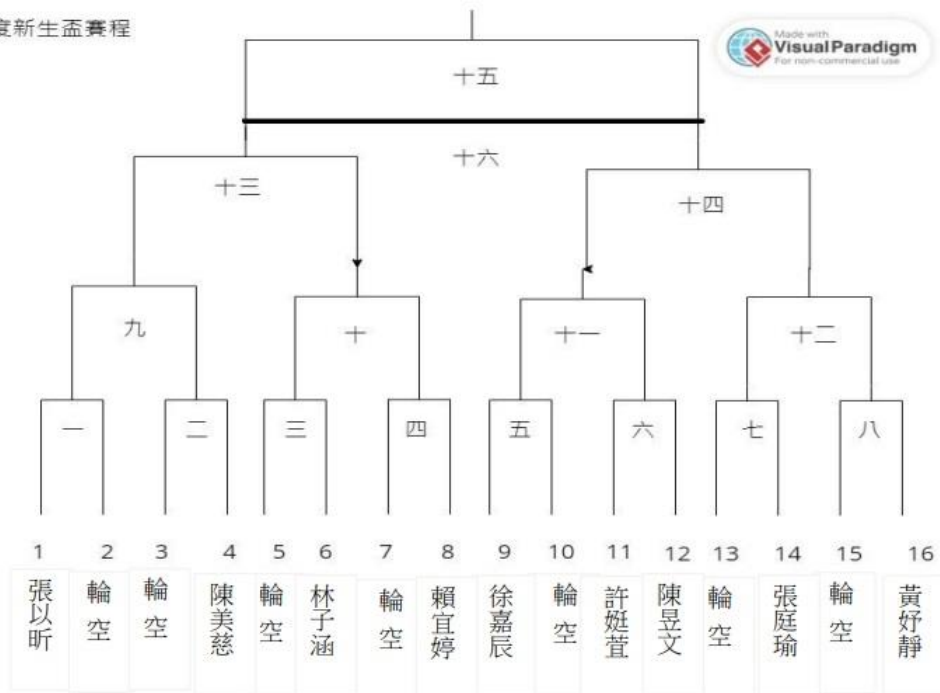 度新生盃賽程
Made with
Visual Paradigm
For non-commercial use
十五
十六
十三
十四
九
十
十一
十二
一
二
三
四
五
六
七
八
1 2 3 4 5 6 7 8 9 10 11 12 13 14 15 16
張以昕
輪空
輪空
陳美慈
輪空
林子涵
輪空
賴宜婷
徐嘉辰
輪空
許娗萓
陳昱文
輪空
張庭瑜
輪空
黃妤靜